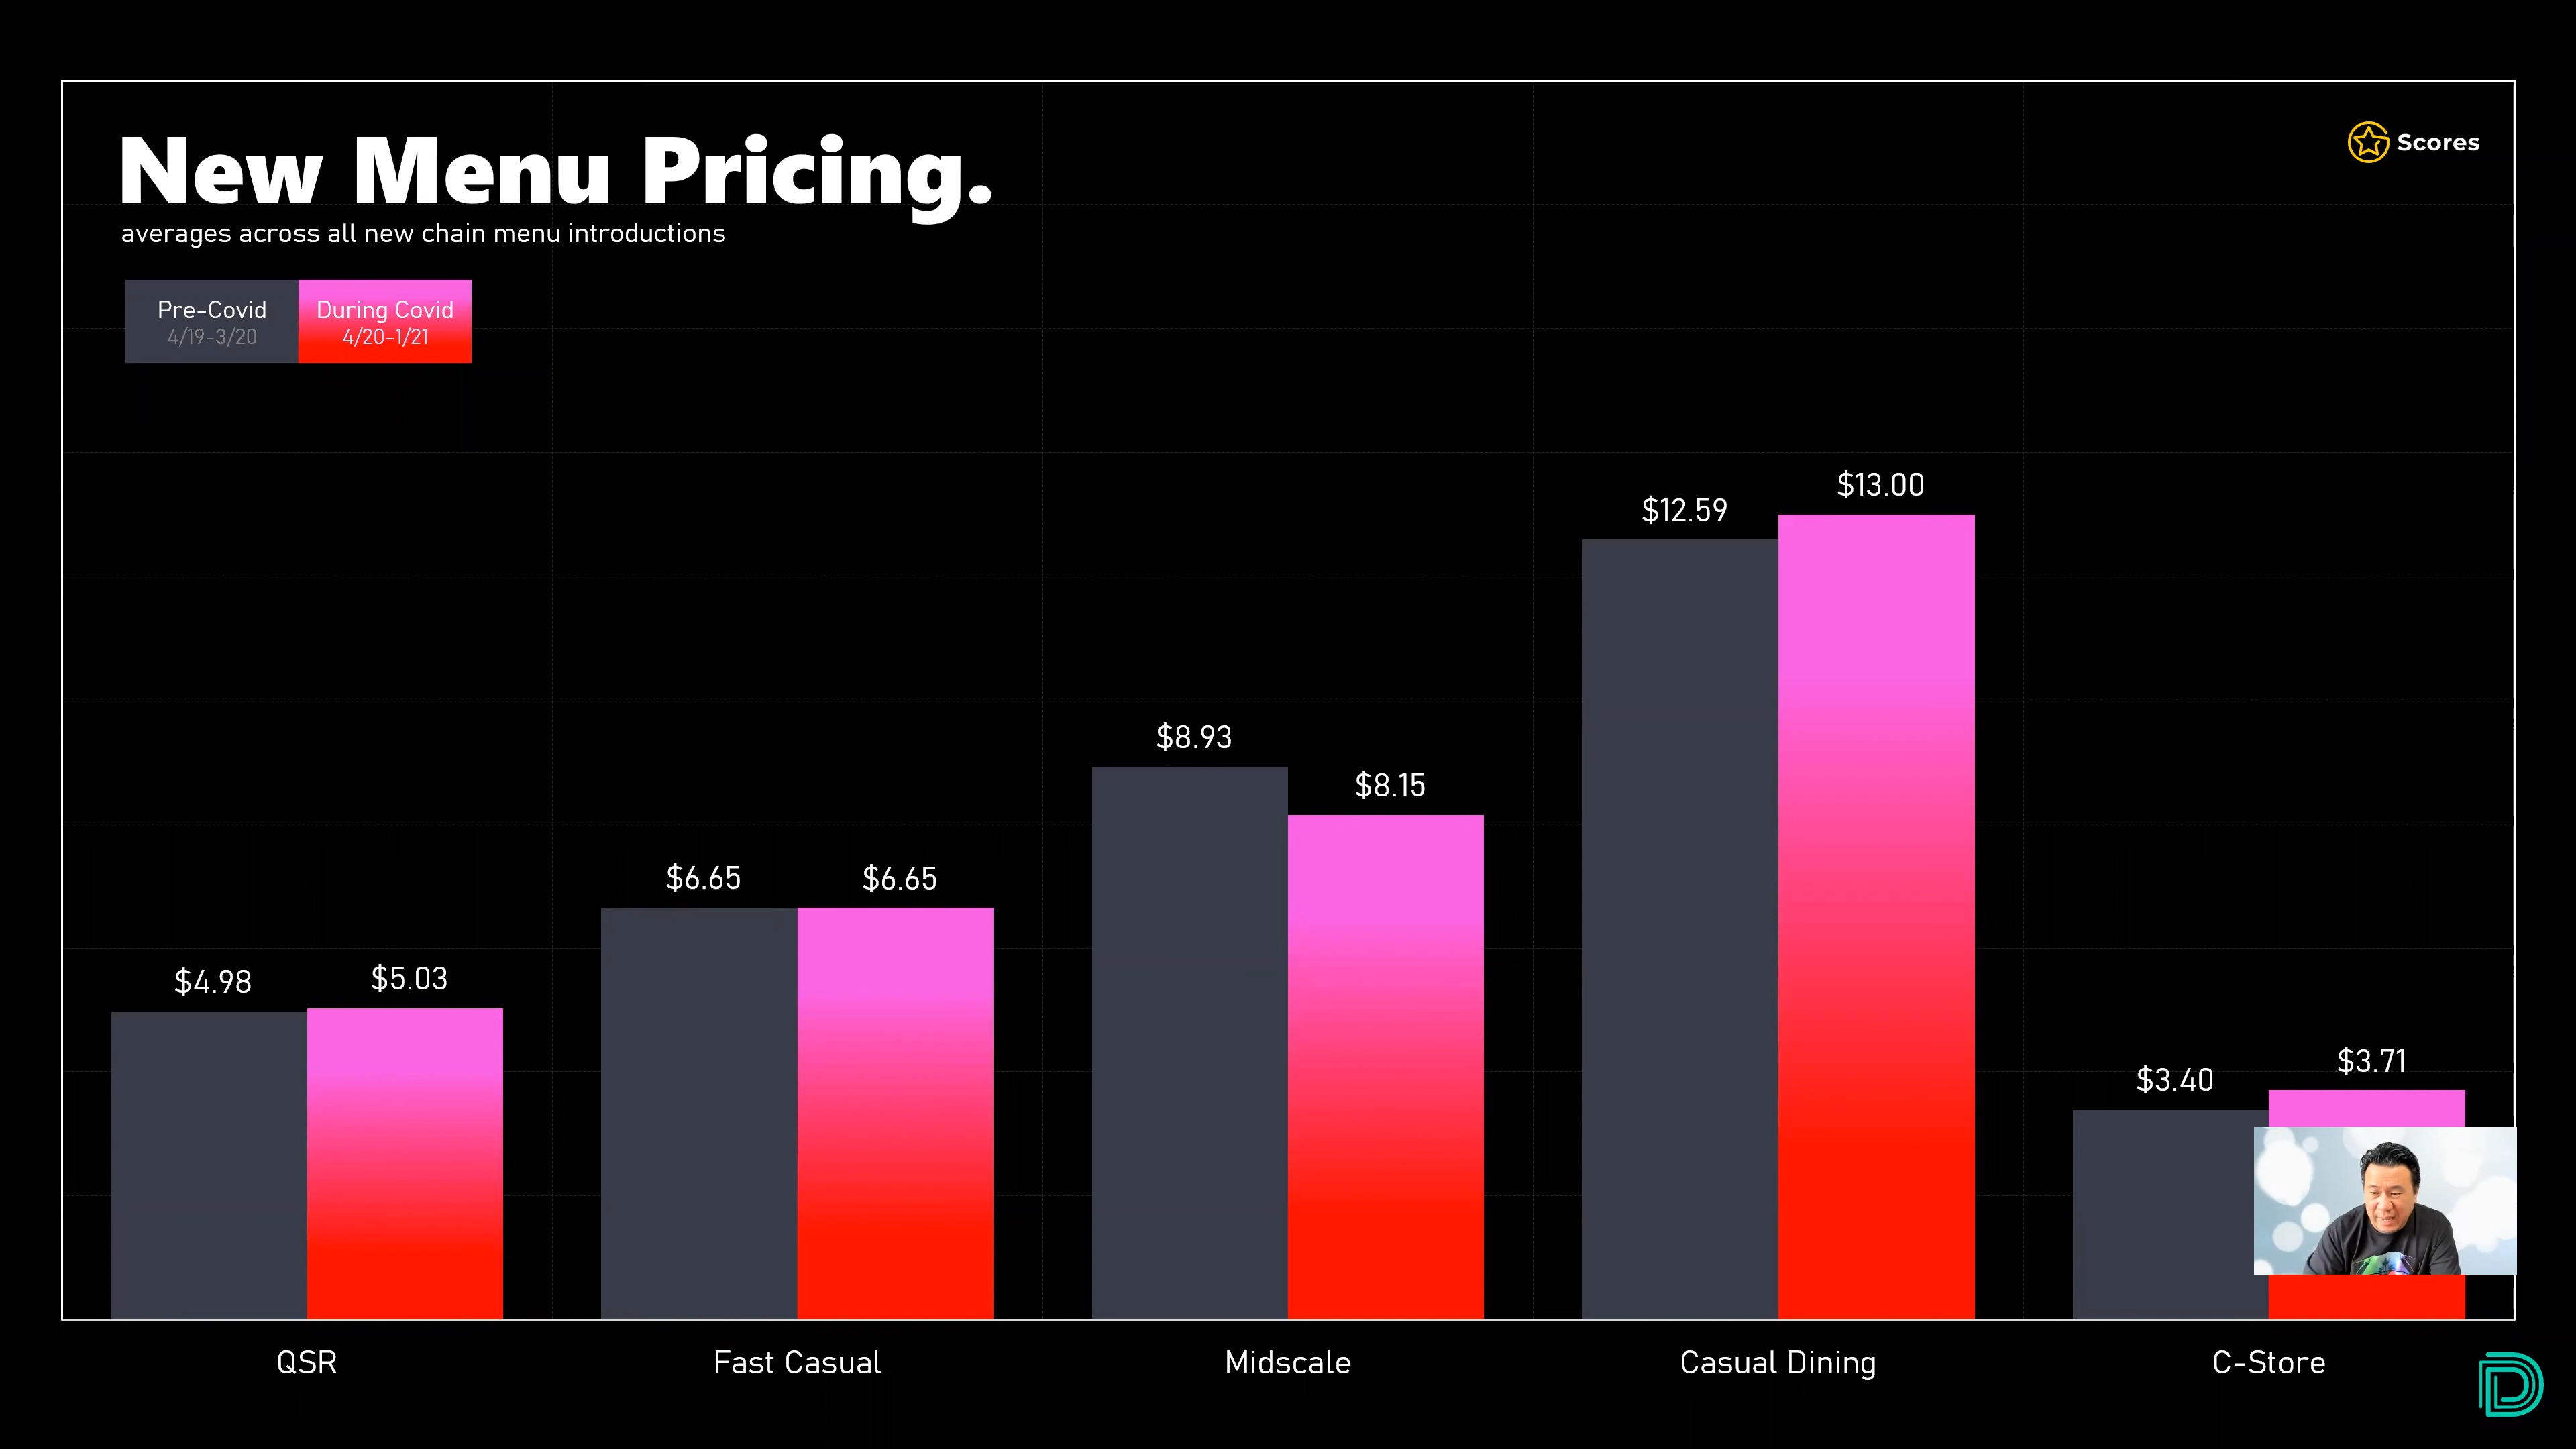 New Menu Pricing.
averages across all new chain menu introductions
Scores
Pre-Covid
4/19-3/20
During Covid
4/20-1/21
$4.98
$5.03
$6.65
$6.65
$8.93
$8.15
$12.59
$13.00
$3.40
$3.71
QSR
Fast Casual
Midscale
Casual Dining
C-Store